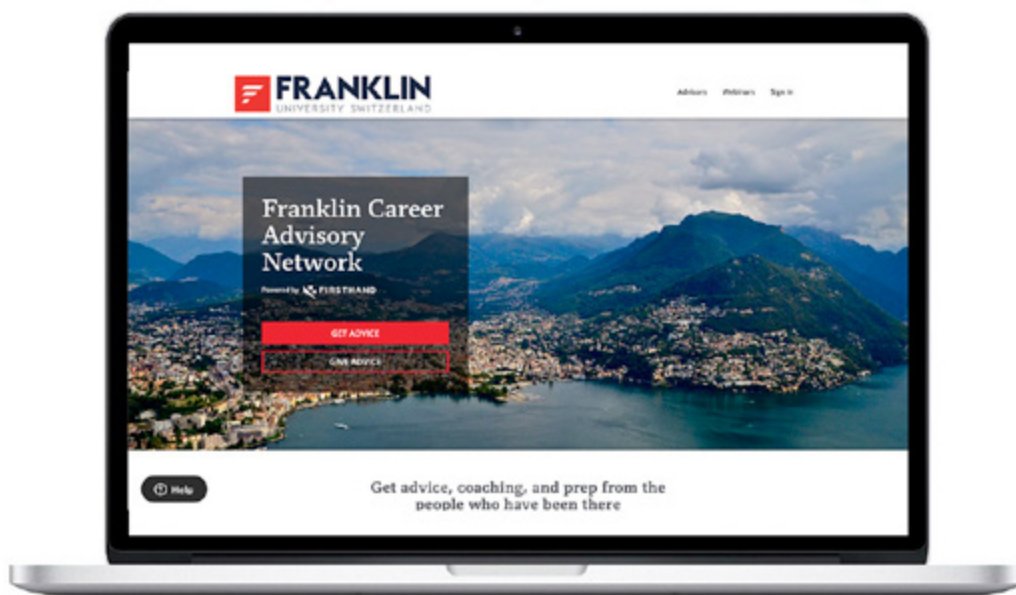 FRANKLIN
UNIVERSITY SWITZERLAND
Advisors Webinars Sign In
Franklin Career
Advisory
Network
Powered by FIRSTHAND
GET ADVICE
GIVE ADVICE
Help
Get advice, coaching, and prep from the
people who have been there